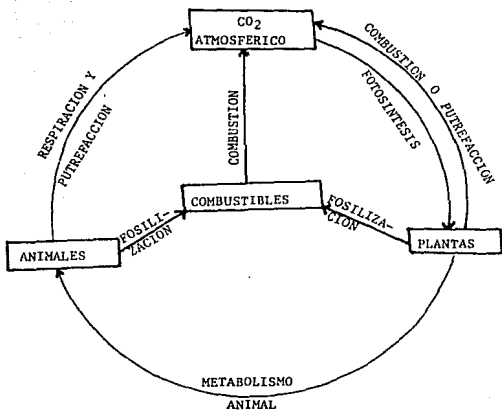 CO2
ATMOSFERICO
RESPIRACION Y
PUTREFACCION
COMBUSTION
FOTOSINTESIS
COMBUSTION O PUTREFACCION
COMBUSTIBLES
FOSILI-
ZACION
FOSILIZA-
CION
ANIMALES
PLANTAS
METABOLISMO
ANIMAL